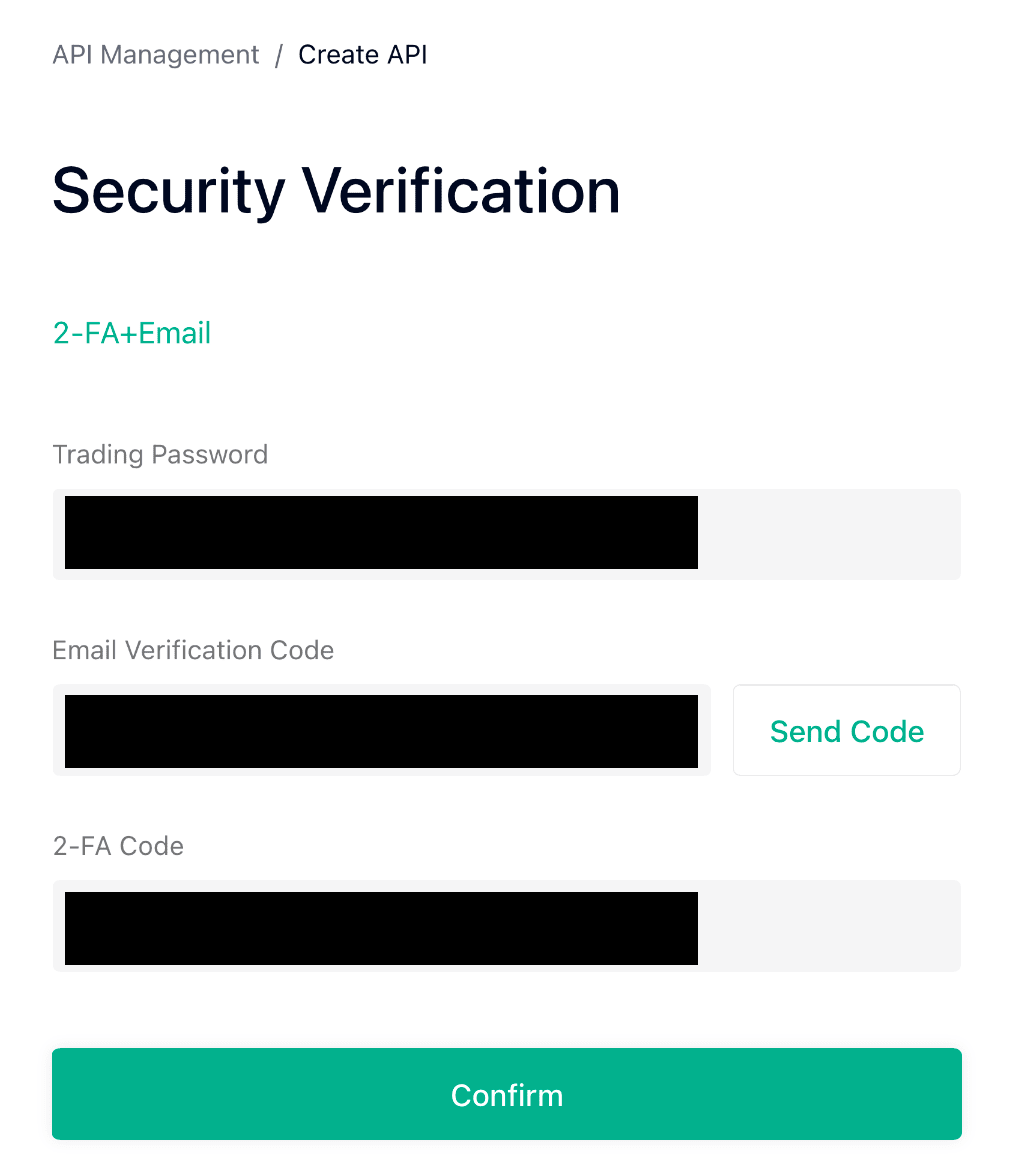 API Management / Create API
Security Verification
2-FA+Email
Trading Password
Email Verification Code
Send Code
2-FA Code
Confirm